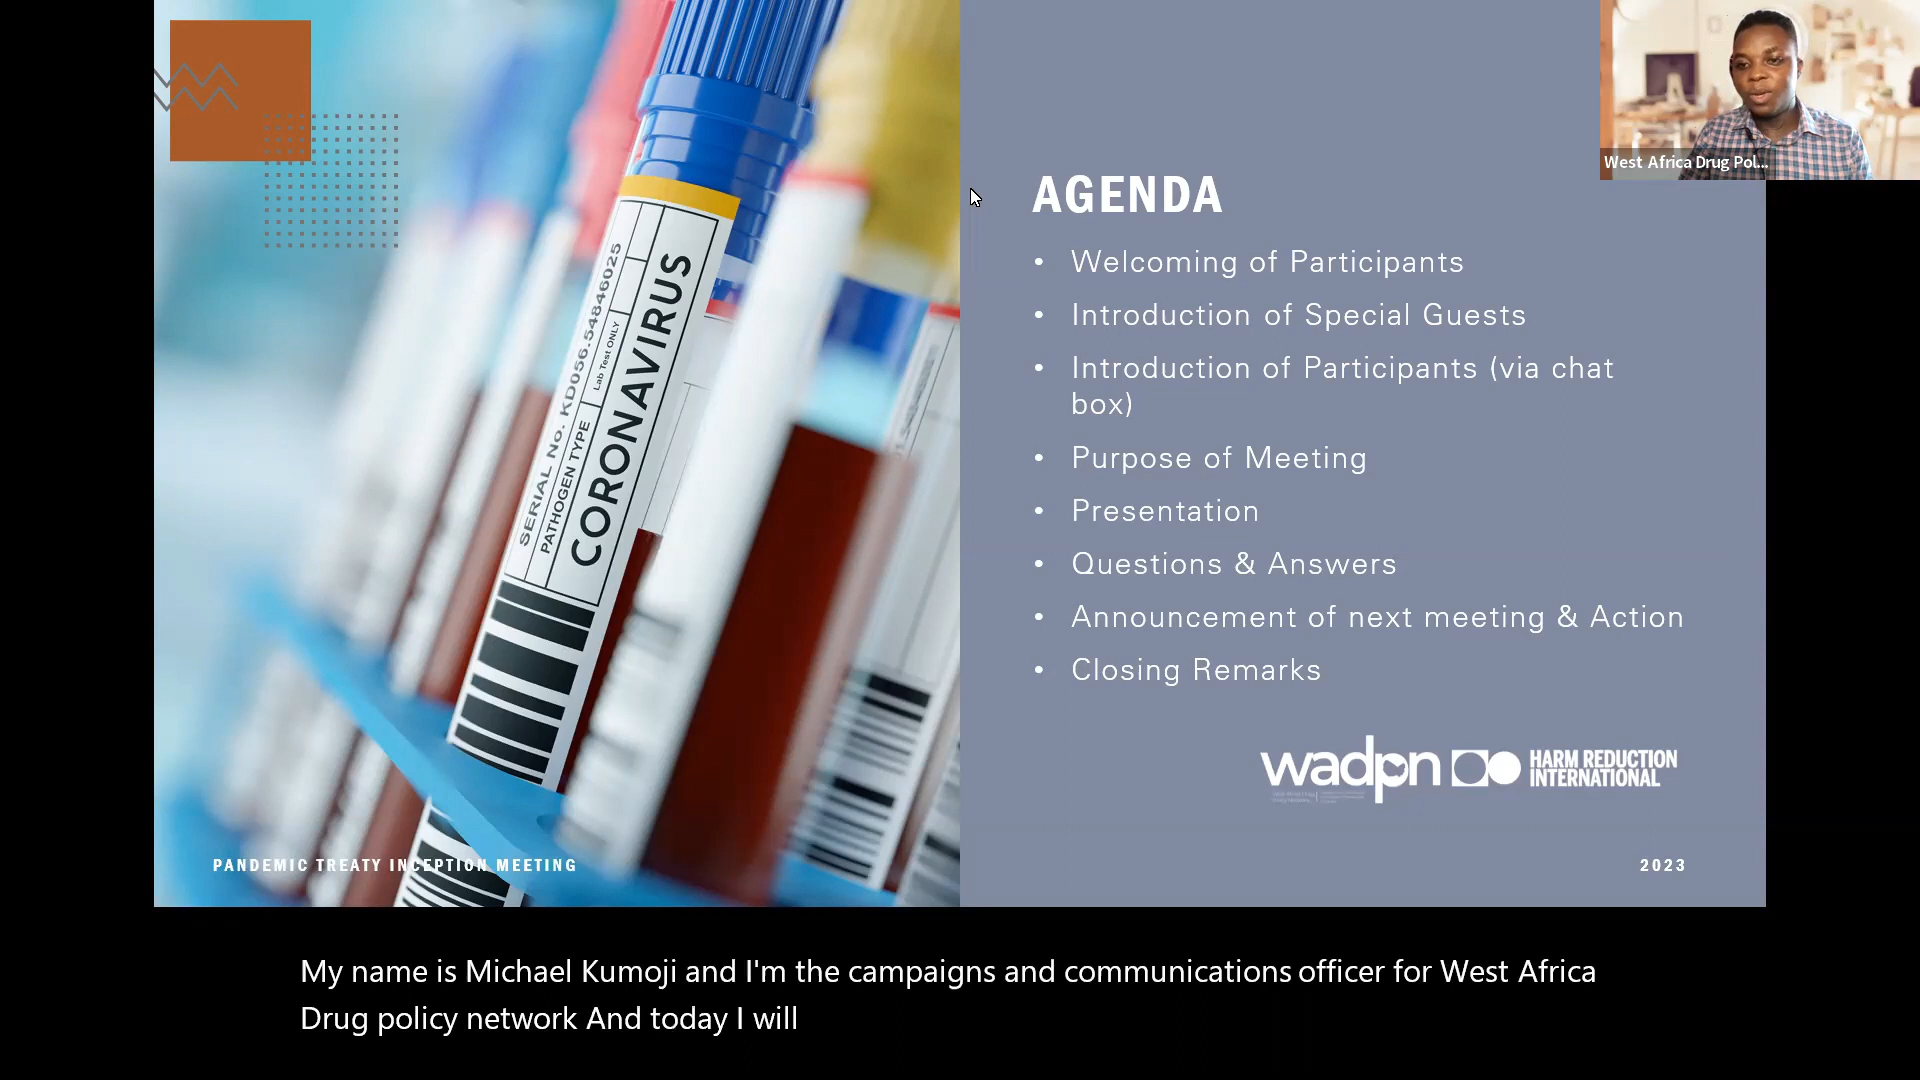 West Africa Drug Pol...
AGENDA
• Welcoming of Participants
• Introduction of Special Guests
• Introduction of Participants (via chat
box)
• Purpose of Meeting
• Presentation
• Questions & Answers
• Announcement of next meeting & Action
• Closing Remarks
SERIAL No. KD056.54846025
PATHOGEN TYPE
Lab Test ONLY
CORONAVIRUS
wadpn
HARM REDUCTION
INTERNATIONAL
PANDEMIC TREATY INCEPTION MEETING
2023
My name is Michael Kumoji and I'm the campaigns and communications officer for West Africa
Drug policy network And today I will